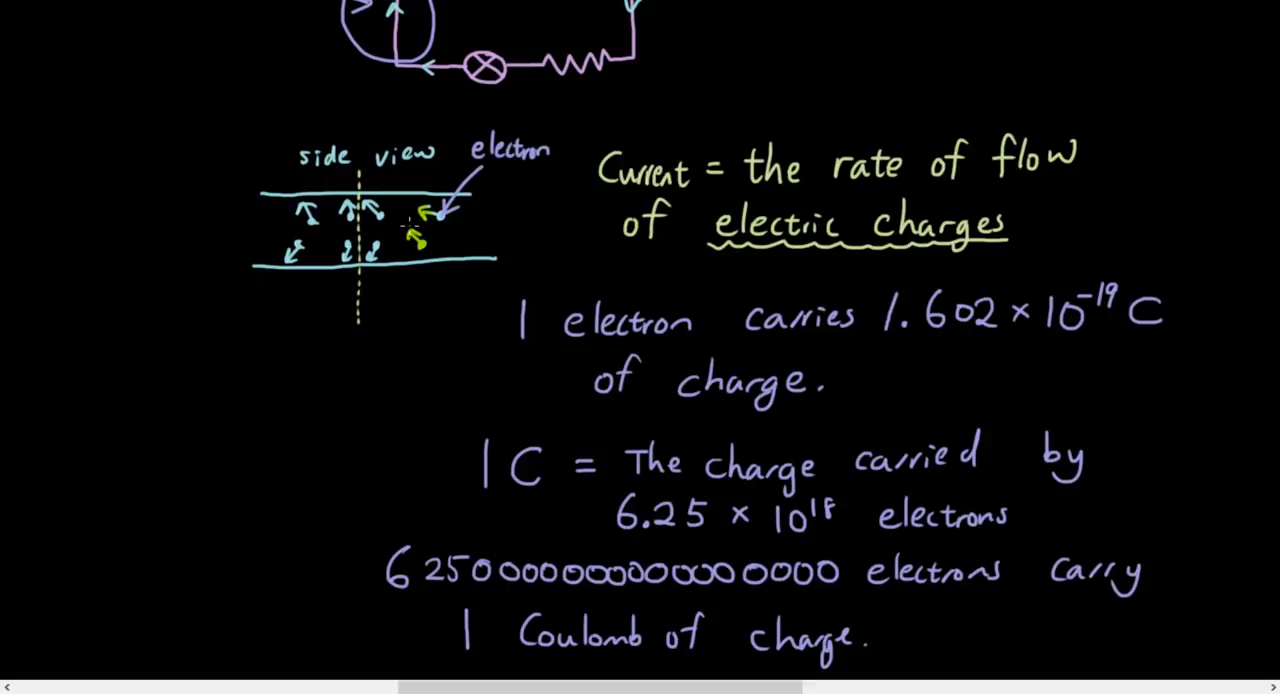 side view
electron
Current = the rate of flow
of electric charges
1 electron carries 1.602 × 10⁻¹⁹ C
of charge.
1 C = The charge carried by
6.25 × 10¹⁸ electrons
6250000000000000000 electrons carry
1 Coulomb of charge.